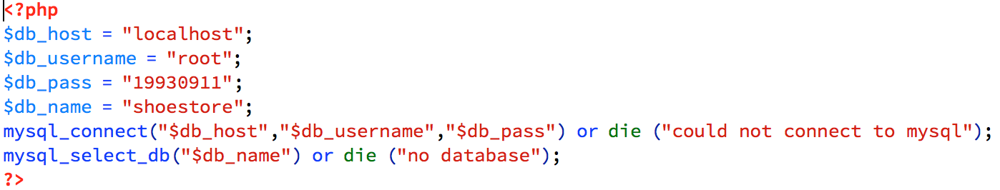 <?php
$db_host = "localhost";
$db_username = "root";
$db_pass = "19930911";
$db_name = "shoestore";
mysql_connect("$db_host","$db_username","$db_pass") or die ("could not connect to mysql");
mysql_select_db("$db_name") or die ("no database");
?>